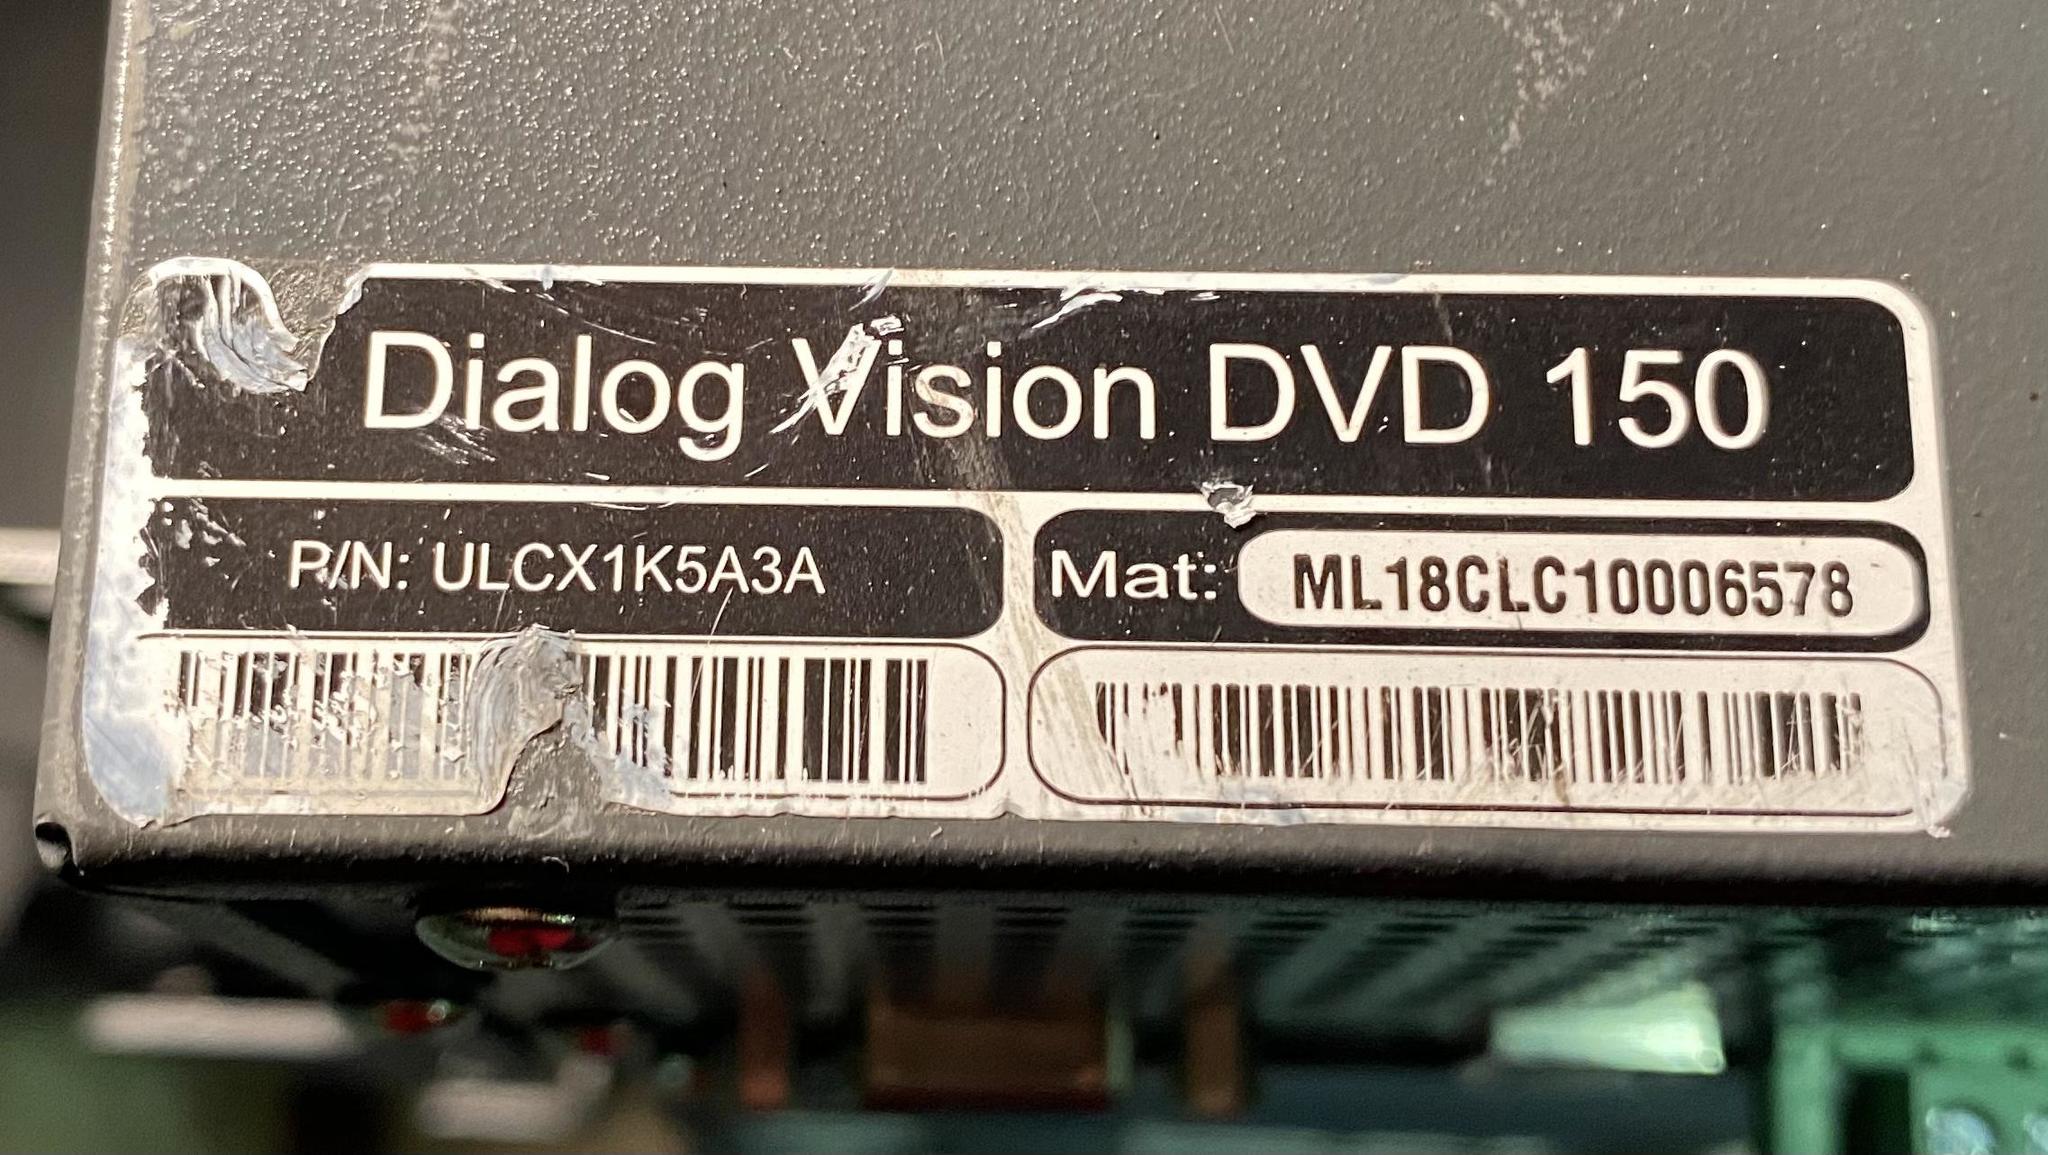 Dialog Vision DVD 150
P/N: ULCX1K5A3A
Mat: ML18CLC10006578